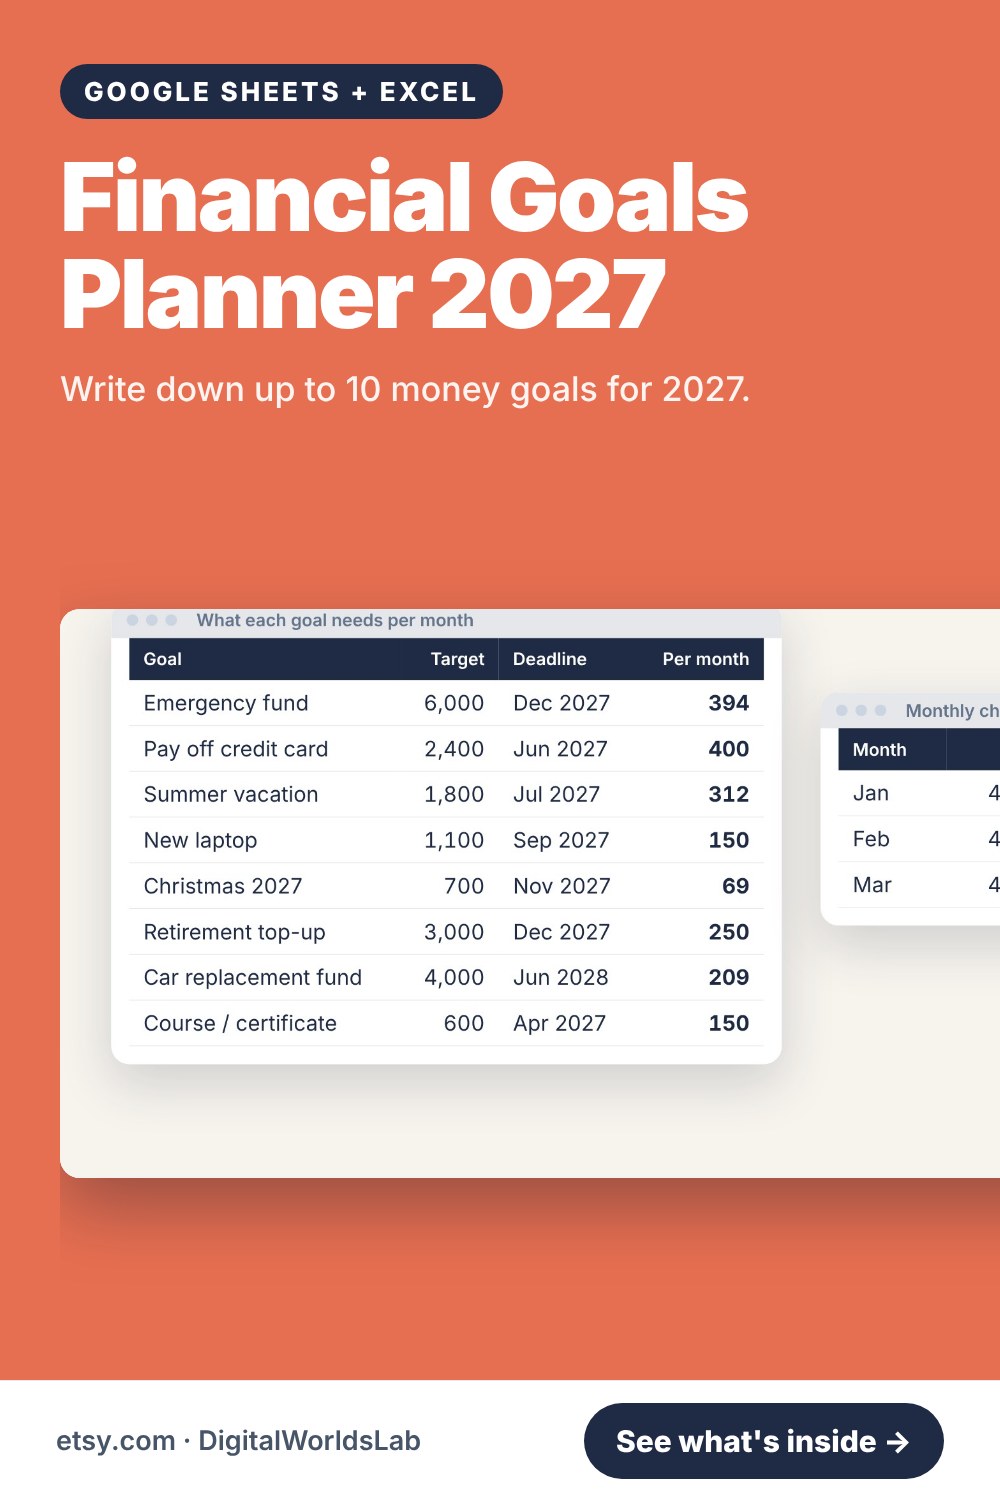 GOOGLE SHEETS + EXCEL
Financial Goals
Planner 2027
Write down up to 10 money goals for 2027.
What each goal needs per month
Goal Target Deadline Per month
Emergency fund 6,000 Dec 2027 394
Pay off credit card 2,400 Jun 2027 400
Summer vacation 1,800 Jul 2027 312
New laptop 1,100 Sep 2027 150
Christmas 2027 700 Nov 2027 69
Retirement top-up 3,000 Dec 2027 250
Car replacement fund 4,000 Jun 2028 209
Course / certificate 600 Apr 2027 150
Monthly
Month
Jan
Feb
Mar
etsy.com · DigitalWorldsLab
See what's inside →